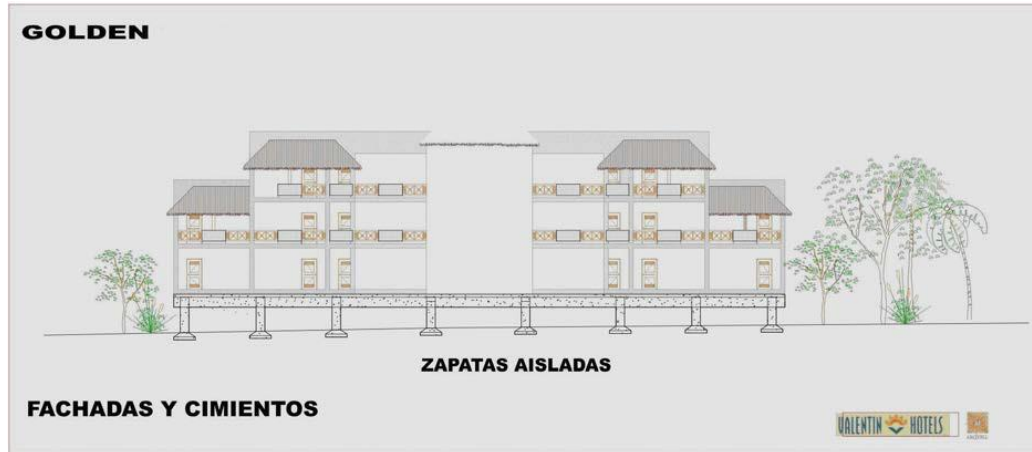 GOLDEN
ZAPATAS AISLADAS
FACHADAS Y CIMIENTOS
VALENTIN HOTELS